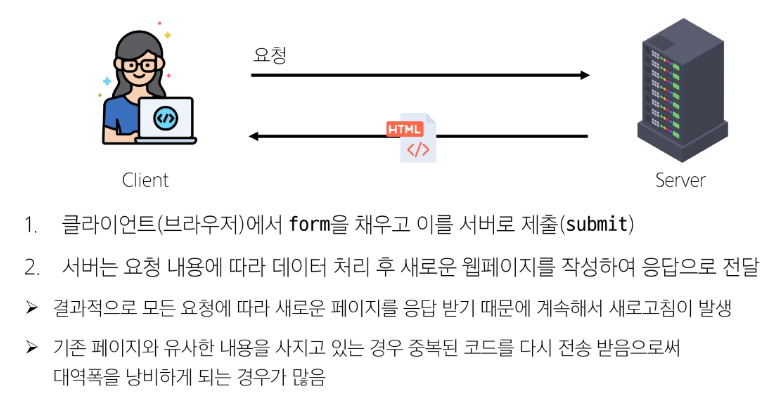 요청
HTML
</>
</>
Client
Server
1. 클라이언트(브라우저)에서 form을 채우고 이를 서버로 제출(submit)
2. 서버는 요청 내용에 따라 데이터 처리 후 새로운 웹페이지를 작성하여 응답으로 전달
➢ 결과적으로 모든 요청에 따라 새로운 페이지를 응답 받기 때문에 계속해서 새로고침이 발생
➢ 기존 페이지와 유사한 내용을 사지고 있는 경우 중복된 코드를 다시 전송 받음으로써
대역폭을 낭비하게 되는 경우가 많음